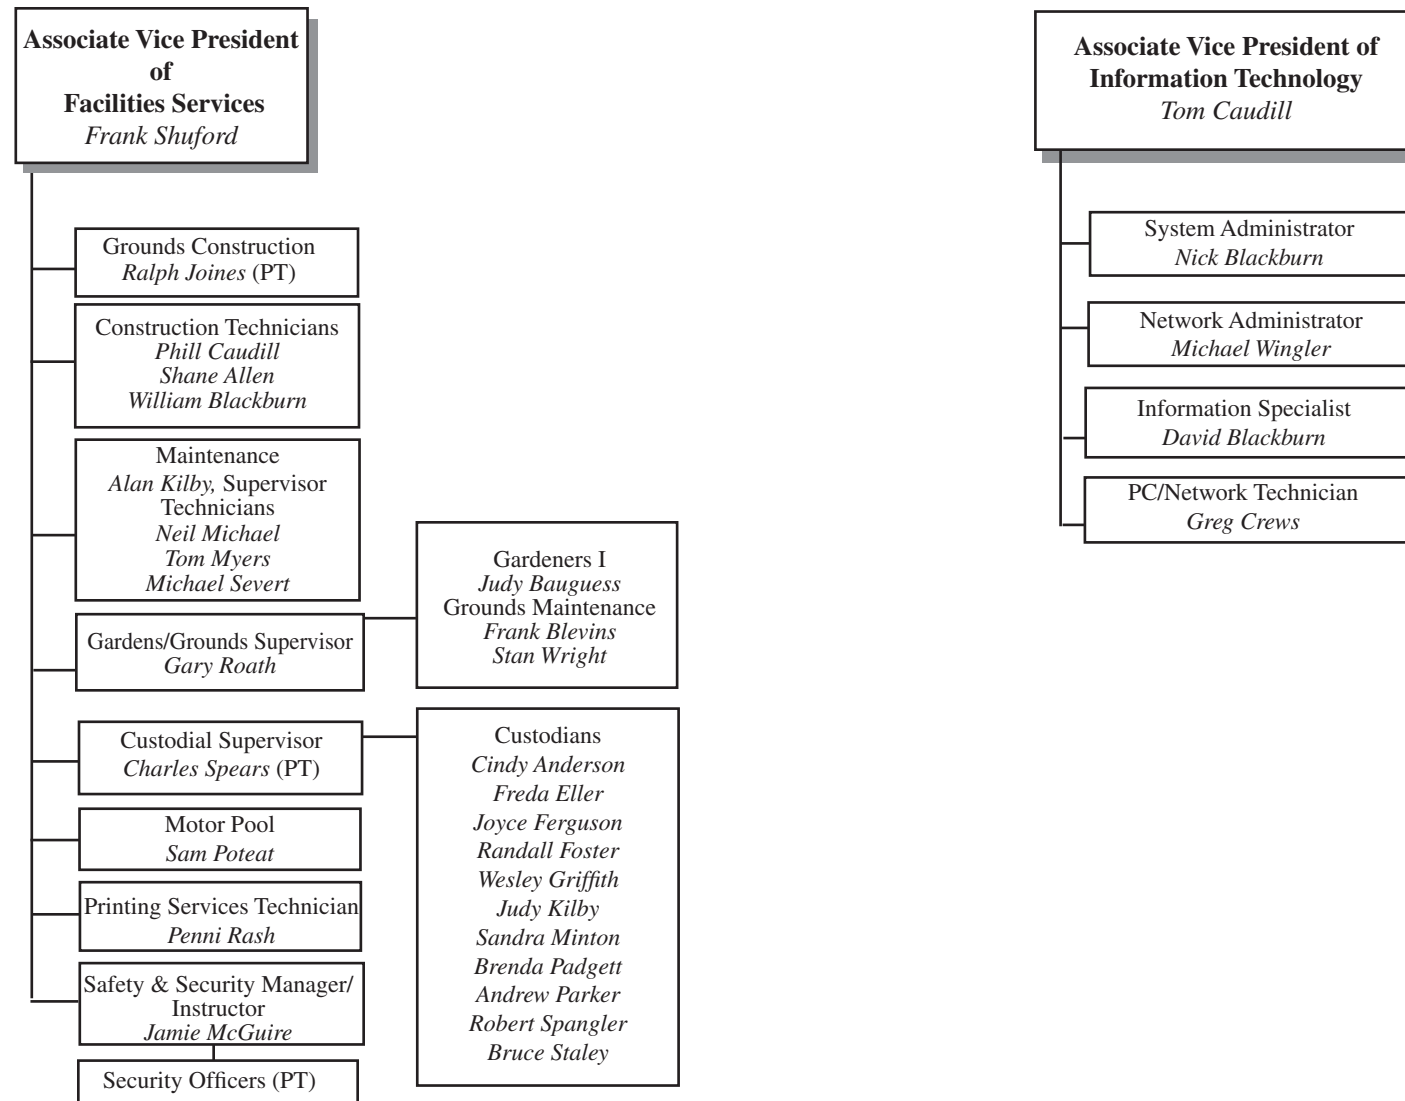 Associate Vice President
of
Facilities Services
Frank Shuford
Grounds Construction
Ralph Joines (PT)
Construction Technicians
Phill Caudill
Shane Allen
William Blackburn
Maintenance
Alan Kilby, Supervisor
Technicians
Neil Michael
Tom Myers
Michael Severt
Gardens/Grounds Supervisor
Gary Roath
Gardeners I
Judy Bauguess
Grounds Maintenance
Frank Blevins
Stan Wright
Custodial Supervisor
Charles Spears (PT)
Custodians
Cindy Anderson
Freda Eller
Joyce Ferguson
Randall Foster
Wesley Griffith
Judy Kilby
Sandra Minton
Brenda Padgett
Andrew Parker
Robert Spangler
Bruce Staley
Motor Pool
Sam Poteat
Printing Services Technician
Penni Rash
Safety & Security Manager/
Instructor
Jamie McGuire
Security Officers (PT)
Associate Vice President of
Information Technology
Tom Caudill
System Administrator
Nick Blackburn
Network Administrator
Michael Wingler
Information Specialist
David Blackburn
PC/Network Technician
Greg Crews